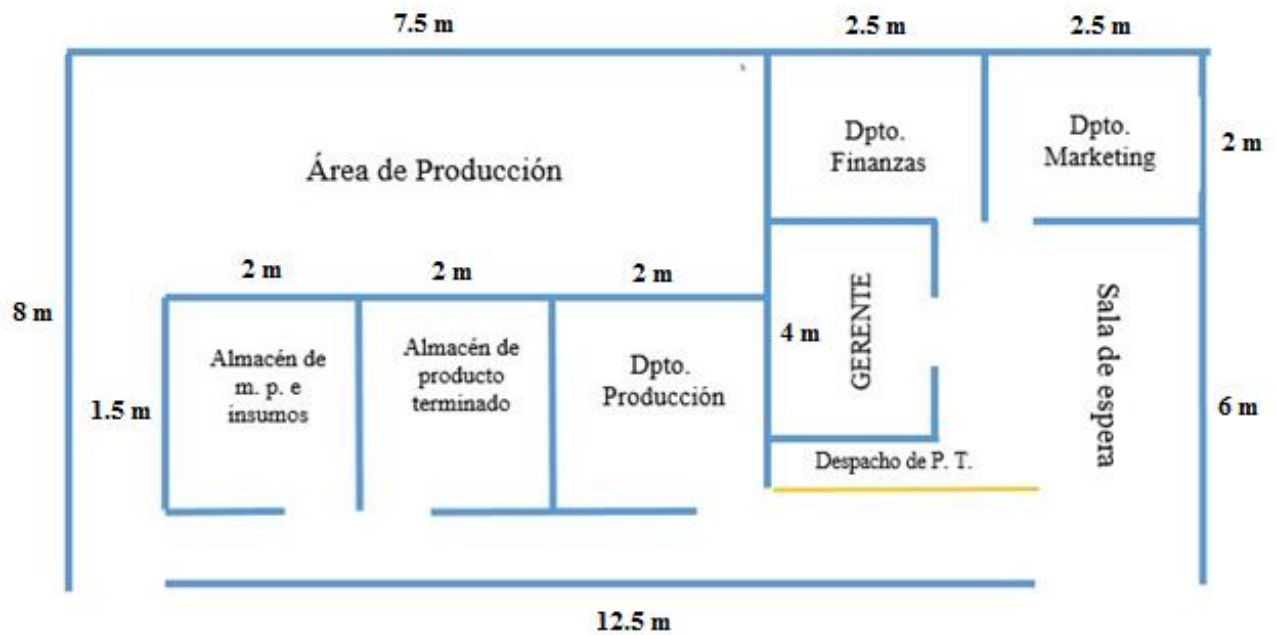 7.5 m
2.5 m
2.5 m
Dpto.
Finanzas
Dpto.
Marketing
2 m
Área de Producción
2 m
2 m
2 m
8 m
GERENTE
4 m
Sala de espera
Almacén de
m. p. e
insumos
Almacén de
producto
terminado
Dpto.
Producción
1.5 m
6 m
Despacho de P. T.
12.5 m